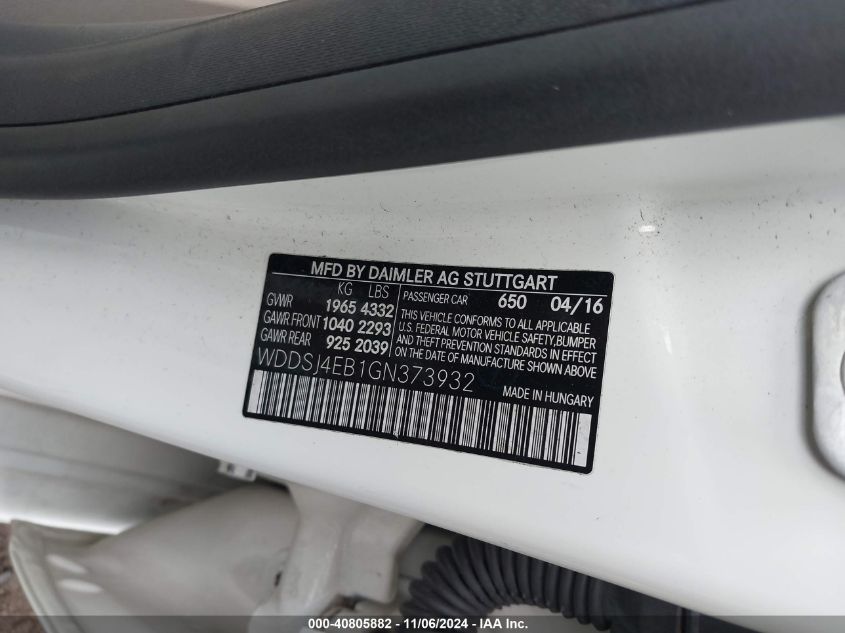 MFD BY DAIMLER AG STUTTGART
KG LBS
GVWR 1965 4332
GAWR FRONT 1040 2293
GAWR REAR 925 2039
PASSENGER CAR 650 04/16
THIS VEHICLE CONFORMS TO ALL APPLICABLE
U.S. FEDERAL MOTOR VEHICLE SAFETY, BUMPER
AND THEFT PREVENTION STANDARDS IN EFFECT
ON THE DATE OF MANUFACTURE SHOWN ABOVE
WDDSJ4EB1GN373932
MADE IN HUNGARY
000-40805882 - 11/06/2024 - IAA Inc.